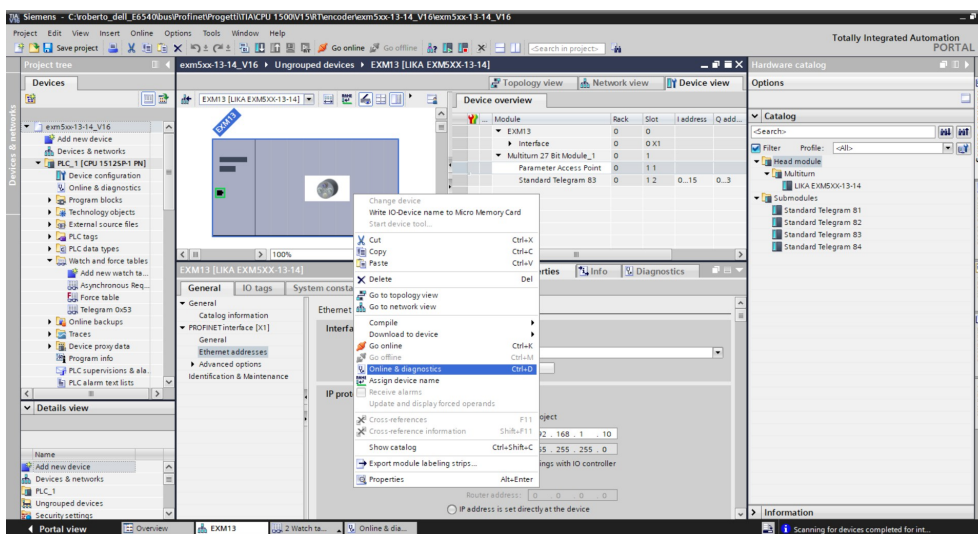 Siemens - C:\roberto_dell_E6540\bus\Profinet\Progetti\TIA\CPU 1500\V15\RT\encoder\exm5xx-13-14_V16\exm5xx-13-14_V16
Project Edit View Insert Online Options Tools Window Help
Totally Integrated Automation
PORTAL
Save project
Go online
Go offline
<Search in project>
Project tree
exm5xx-13-14_V16 Ungrouped devices EXM13 [LIKA EXM5XX-13-14]
Hardware catalog
Devices
Topology view
Network view
Device view
Options
EXM13 [LIKA EXM5XX-13-14]
Device overview
Devices & networks
exm5xx-13-14_V16
Add new device
Devices & networks
PLC_1 [CPU 1512SP-1 PN]
Device configuration
Online & diagnostics
Program blocks
Technology objects
External source files
PLC tags
PLC data types
Watch and force tables
Add new watch ta...
Asynchronous Req...
Force table
Telegram 0x53
Online backups
Traces
Device proxy data
Program info
PLC supervisions & ala...
PLC alarm text lists
Details view
Name
Add new device
Devices & networks
PLC_1
Ungrouped devices
Security settings
EXM13
100%
... Module Rack Slot I address Q add...
EXM13 0 0
Interface 0 0 X1
Multiturn 27 Bit Module_1 0 1
Parameter Access Point 0 1 1
Standard Telegram 83 0 1 2 0...15 0...3
Change device
Write IO-Device name to Micro Memory Card
Start device tool...
Cut Ctrl+X
Copy Ctrl+C
Paste Ctrl+V
Delete Del
Go to topology view
Go to network view
Compile
Download to device
Go online Ctrl+K
Go offline Ctrl+M
Online & diagnostics Ctrl+D
Assign device name
Receive alarms
Update and display forced operands
Cross-references F11
Cross-reference information Shift+F11
Show catalog Ctrl+Shift+C
Export module labeling strips...
Properties Alt+Enter
EXM13 [LIKA EXM5XX-13-14]
rties
Info
Diagnostics
General
IO tags
System consta
General
Catalog information
PROFINET interface [X1]
General
Ethernet addresses
Advanced options
Identification & Maintenance
Ethernet
Interfa
IP prot
oject
92 . 168 . 1 . 10
55 . 255 . 255 . 0
ings with IO controller
Router address: 0 . 0 . 0 . 0
IP address is set directly at the device
Catalog
<Search>
Filter Profile: <All>
Head module
Multiturn
LIKA EXM5XX-13-14
Submodules
Standard Telegram 81
Standard Telegram 82
Standard Telegram 83
Standard Telegram 84
Information
Portal view
Overview
EXM13
2 Watch ta...
Online & dia...
Scanning for devices completed for int...